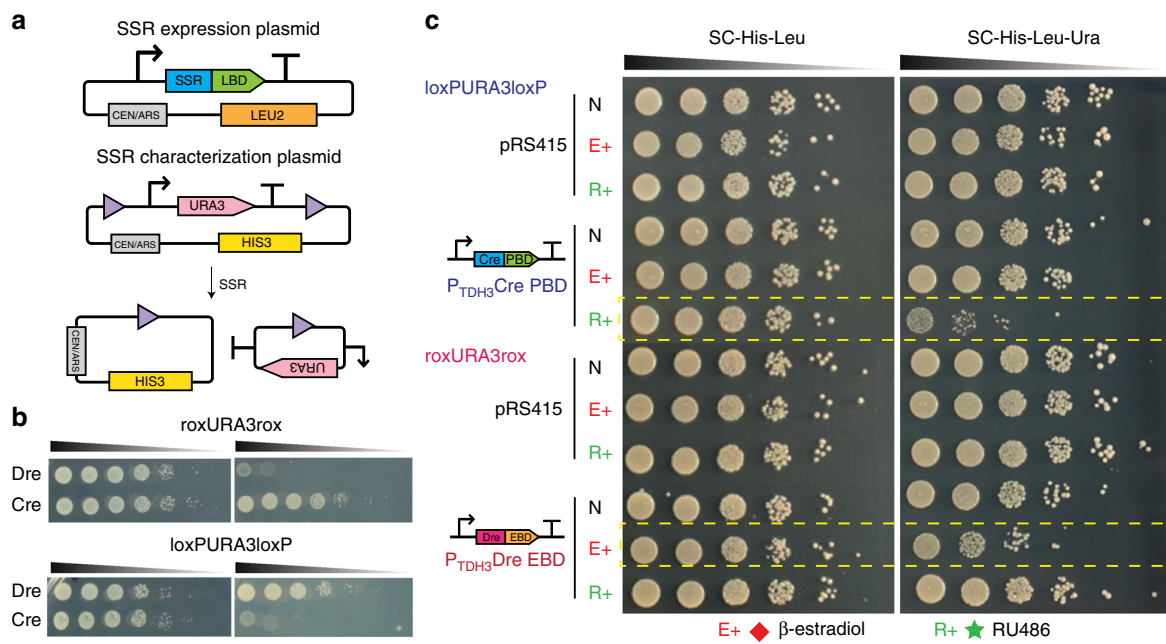 a
SSR expression plasmid
SSR LBD
CEN/ARS
LEU2
SSR characterization plasmid
URA3
CEN/ARS
HIS3
SSR
CEN/ARS
HIS3
URA3
b
roxURA3rox
Dre
Cre
loxPURA3loxP
Dre
Cre
c
SC-His-Leu
SC-His-Leu-Ura
loxPURA3loxP
pRS415
N
E+
R+
Cre PBD
PTDH3Cre PBD
N
E+
R+
roxURA3rox
pRS415
N
E+
R+
Dre EBD
PTDH3Dre EBD
N
E+
R+
E+ β-estradiol
R+ RU486